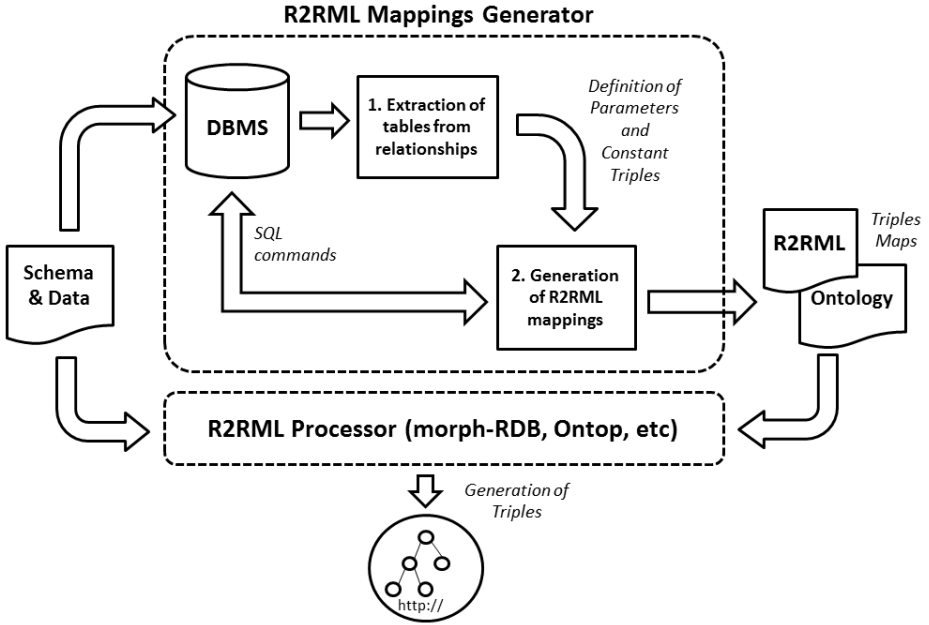 R2RML Mappings Generator
DBMS
1. Extraction of
tables from
relationships
Definition of
Parameters
and
Constant
Triples
SQL
commands
Schema
& Data
2. Generation
of R2RML
mappings
R2RML
Triples
Maps
Ontology
R2RML Processor (morph-RDB, Ontop, etc)
Generation of
Triples
http://